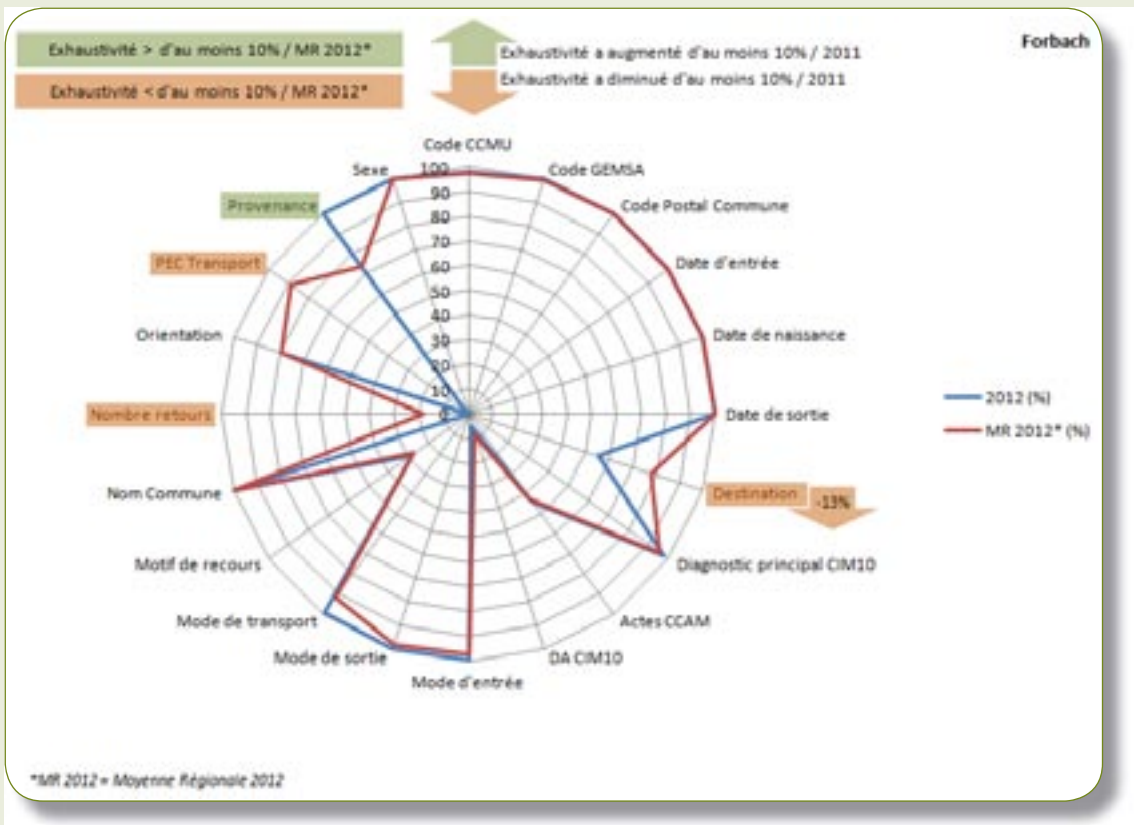 Exhaustivité > d'au moins 10% / MR 2012*
Exhaustivité < d'au moins 10% / MR 2012*
Exhaustivité a augmenté d'au moins 10% / 2011
Exhaustivité a diminué d'au moins 10% / 2011
Forbach
Code CCMU
Code GEMSA
Code Postal Commune
Date d'entrée
Date de naissance
Date de sortie
Destination
-13%
Diagnostic principal CIM10
Actes CCAM
DA CIM10
Mode d'entrée
Mode de sortie
Mode de transport
Motif de recours
Nom Commune
Nombre retours
Orientation
PEC Transport
Provenance
Sexe
100
90
80
70
60
50
40
30
20
10
0
2012 (%)
MR 2012* (%)
*MR 2012 = Moyenne Régionale 2012